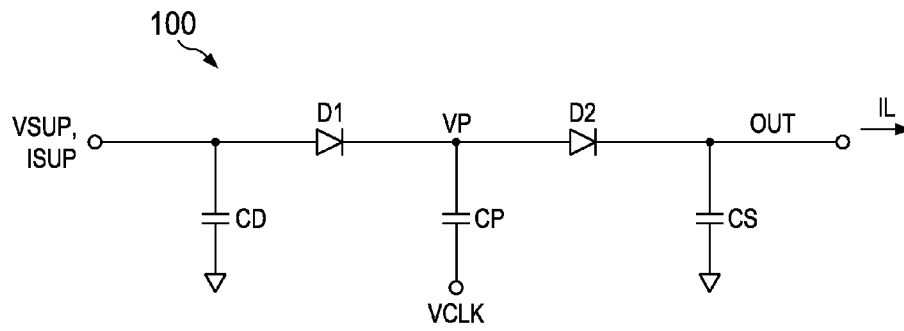 100
D1
VP
D2
IL
VSUP,
ISUP
OUT
CD
CP
CS
VCLK